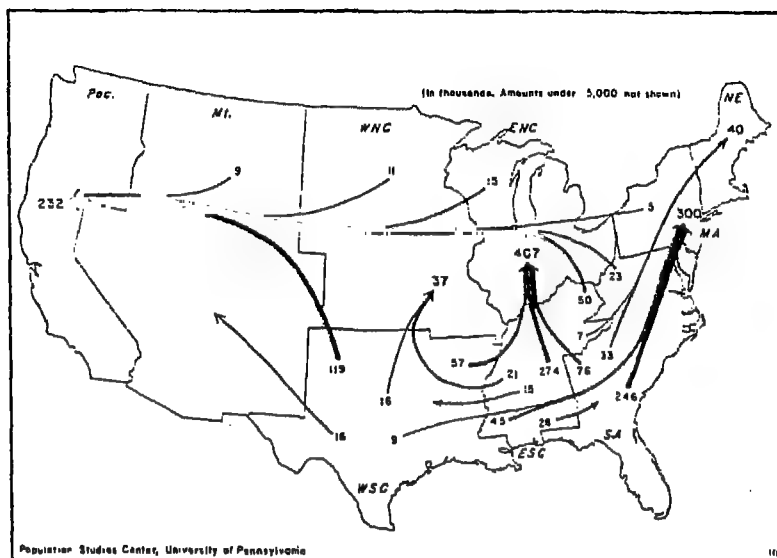 (In thousands. Amounts under 5,000 not shown)
Pac.
Mt.
WNC
ENC
NE
40
9
11
15
5
232
300
MA
407
37
23
50
7
57
21
274
76
33
119
16
15
246
45
28
16
9
SA
ESC
WSC
Population Studies Center, University of Pennsylvania